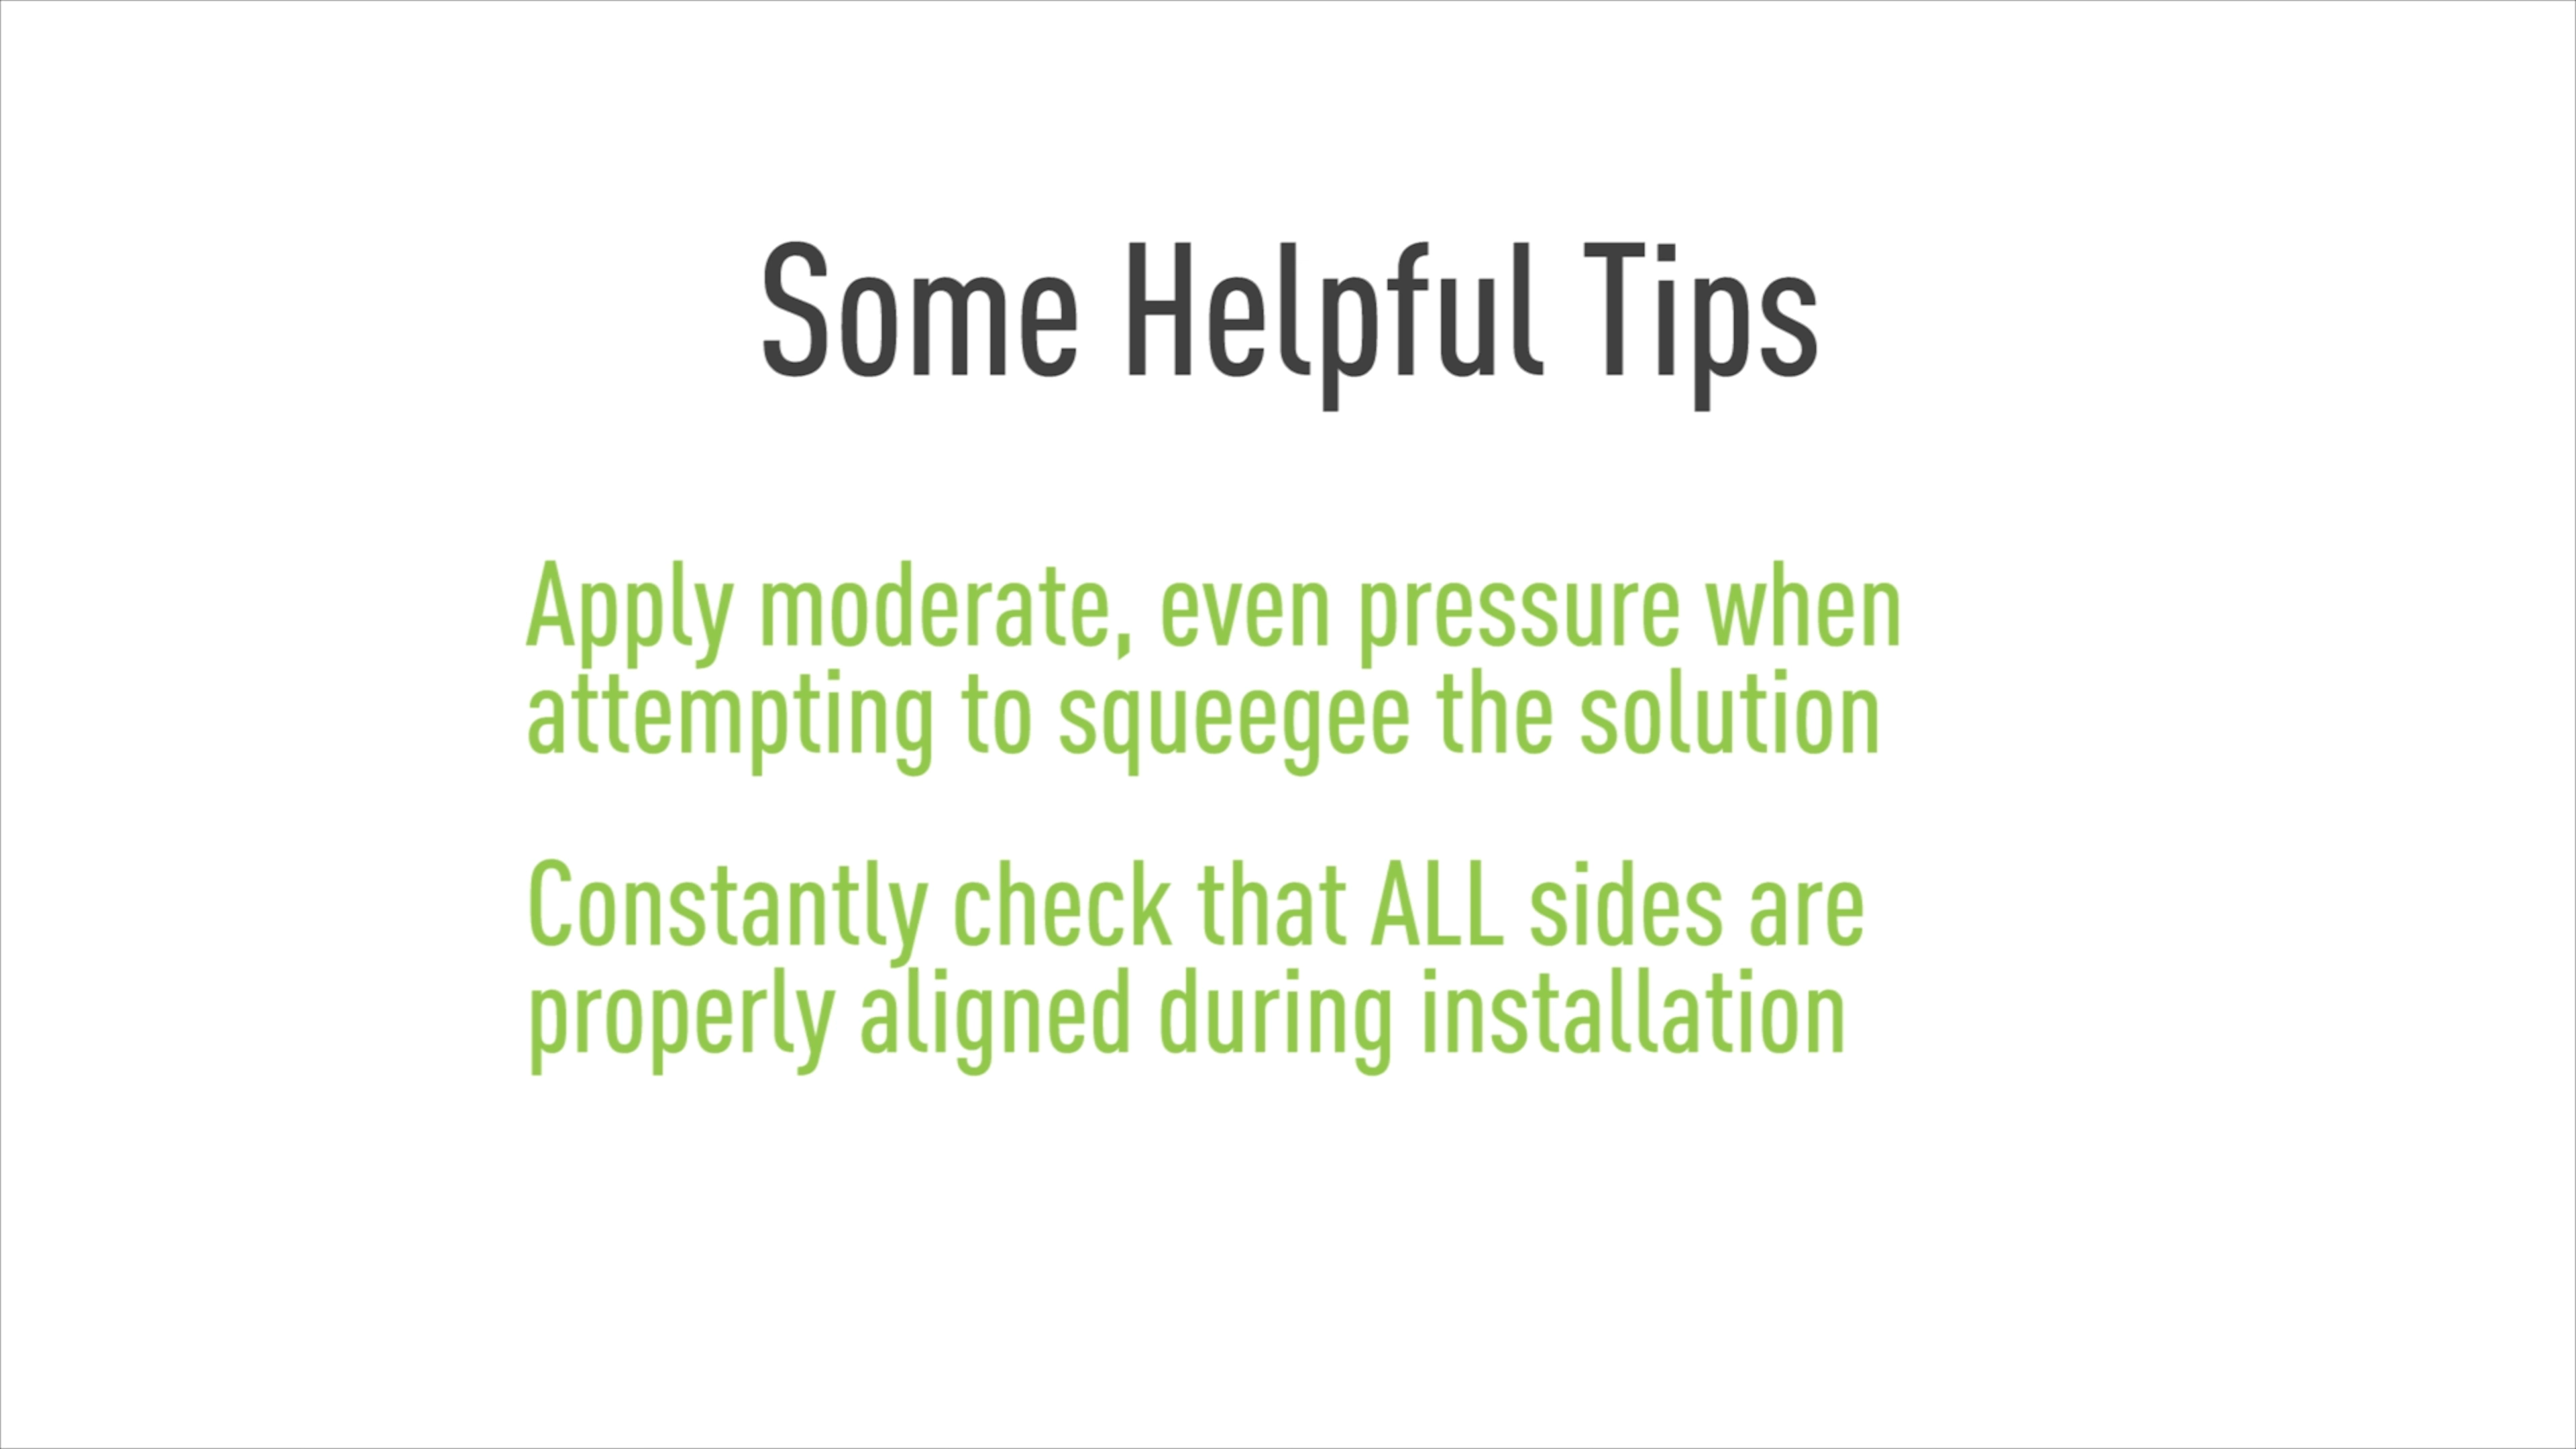 Some Helpful Tips
Apply moderate, even pressure when
attempting to squeegee the solution
Constantly check that ALL sides are
properly aligned during installation